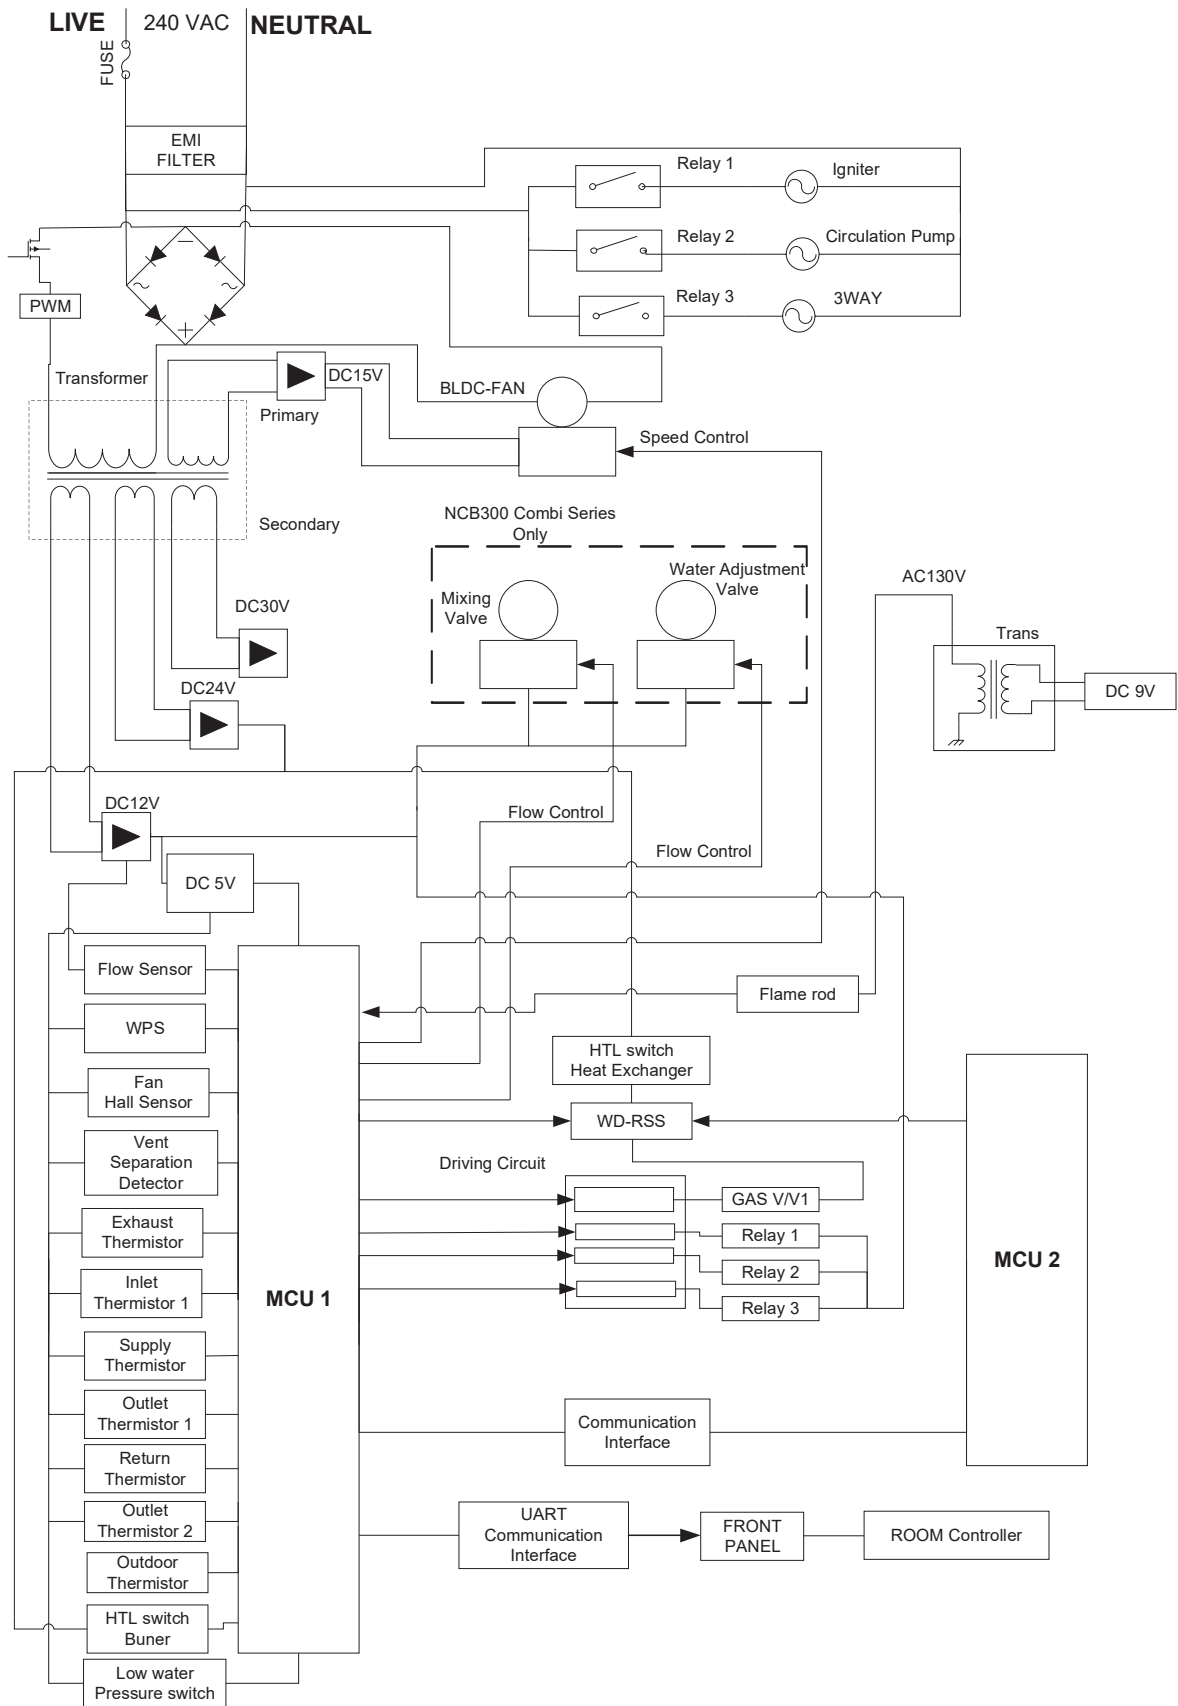 LIVE 240 VAC NEUTRAL
FUSE
EMI
FILTER
Relay 1
Igniter
Relay 2
Circulation Pump
PWM
Relay 3
3WAY
Transformer
DC15V
BLDC-FAN
Primary
Speed Control
Secondary
NCB300 Combi Series
Only
Mixing
Valve
Water Adjustment
Valve
AC130V
Trans
DC 9V
DC30V
DC24V
DC12V
Flow Control
Flow Control
DC 5V
Flow Sensor
Flame rod
WPS
HTL switch
Heat Exchanger
Fan
Hall Sensor
WD-RSS
Vent
Separation
Detector
Driving Circuit
GAS V/V1
Exhaust
Thermistor
Relay 1
Relay 2
Relay 3
Inlet
Thermistor 1
MCU 1
MCU 2
Supply
Thermistor
Outlet
Thermistor 1
Communication
Interface
Return
Thermistor
Outlet
Thermistor 2
UART
Communication
Interface
FRONT
PANEL
ROOM Controller
Outdoor
Thermistor
HTL switch
Buner
Low water
Pressure switch